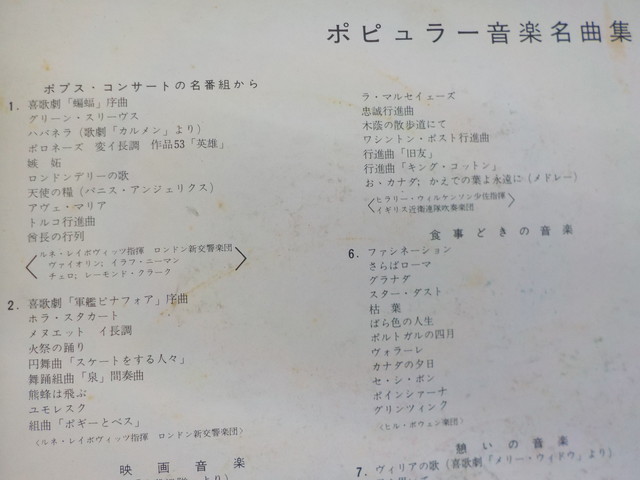 ポピュラー音楽名曲集
ポプス・コンサートの名番組から
1. 喜歌劇「蝙蝠」序曲
グリーン・スリーヴス
ハバネラ(歌劇「カルメン」より)
ポロネーズ 変イ長調 作品53「英雄」
嫉 妬
ロンドンデリーの歌
天使の糧(パニス・アンジェリクス)
アヴェ・マリア
トルコ行進曲
酋長の行列
ルネ・レイボヴィッツ指揮 ロンドン新交響楽団
ヴァイオリン; イラフ・ニーマン
チェロ; レーモンド・クラーク
2. 喜歌劇「軍艦ピナフォア」序曲
ホラ・スタカート
メヌエット イ長調
火祭の踊り
円舞曲「スケートをする人々」
舞踊組曲「泉」間奏曲
熊蜂は飛ぶ
ユモレスク
組曲「ポギーとベス」
〈ルネ・レイボヴィッツ指揮 ロンドン新交響楽団〉
映画音楽
ラ・マルセイェーズ
忠誠行進曲
木蔭の散歩道にて
ワシントン・ポスト行進曲
行進曲「旧友」
行進曲「キング・コットン」
お・カナダ; かえでの葉よ永遠に(メドレー)
ヒラリー・ウィルケンソン少佐指揮
イギリス近衛連隊吹奏楽団
食事どきの音楽
6. ファシネーション
さらばローマ
グラナダ
スター・ダスト
枯 葉
ばら色の人生
ポルトガルの四月
ヴォラーレ
カナダの夕日
セ・シ・ボン
ポインシァーナ
グリンツィンク
〈ヒル・ボウェン楽団〉
憩いの音楽
7. ヴィリアの歌(喜歌劇「メリー・ウィドウ」より)